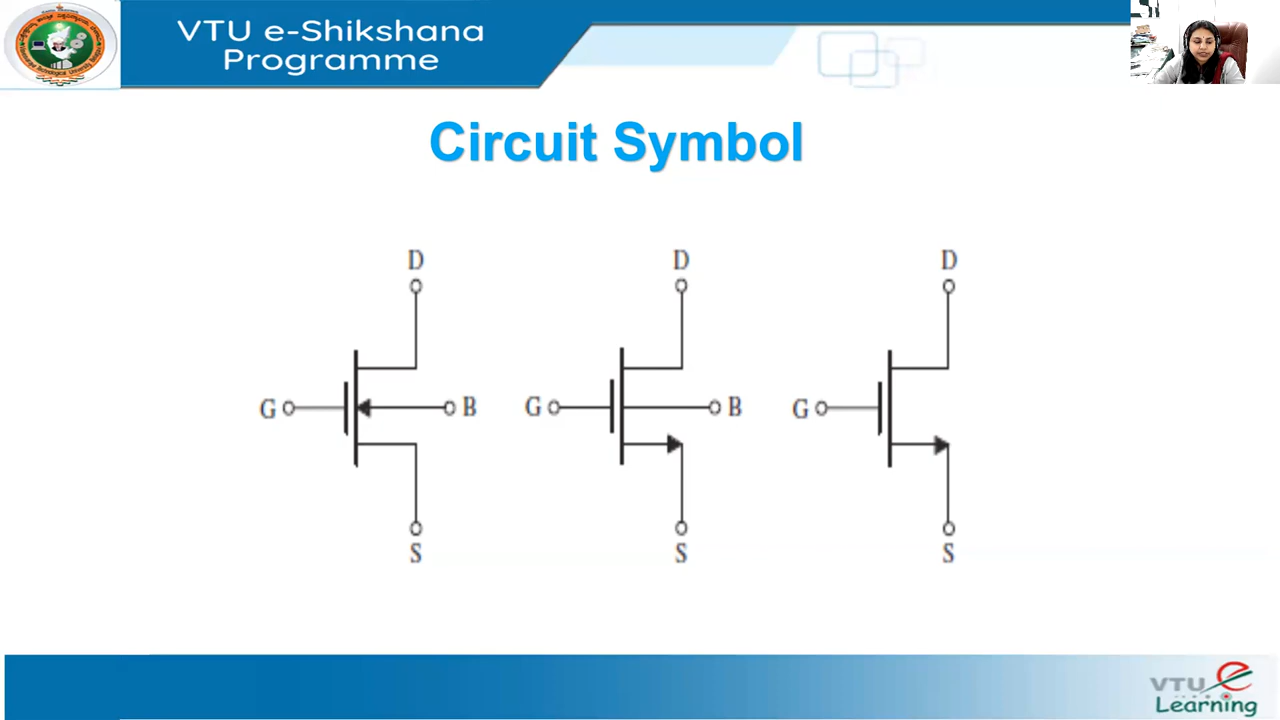 VTU e-Shikshana
Programme
Circuit Symbol
D D D
G B G B G
S S S
VTU e
Learning